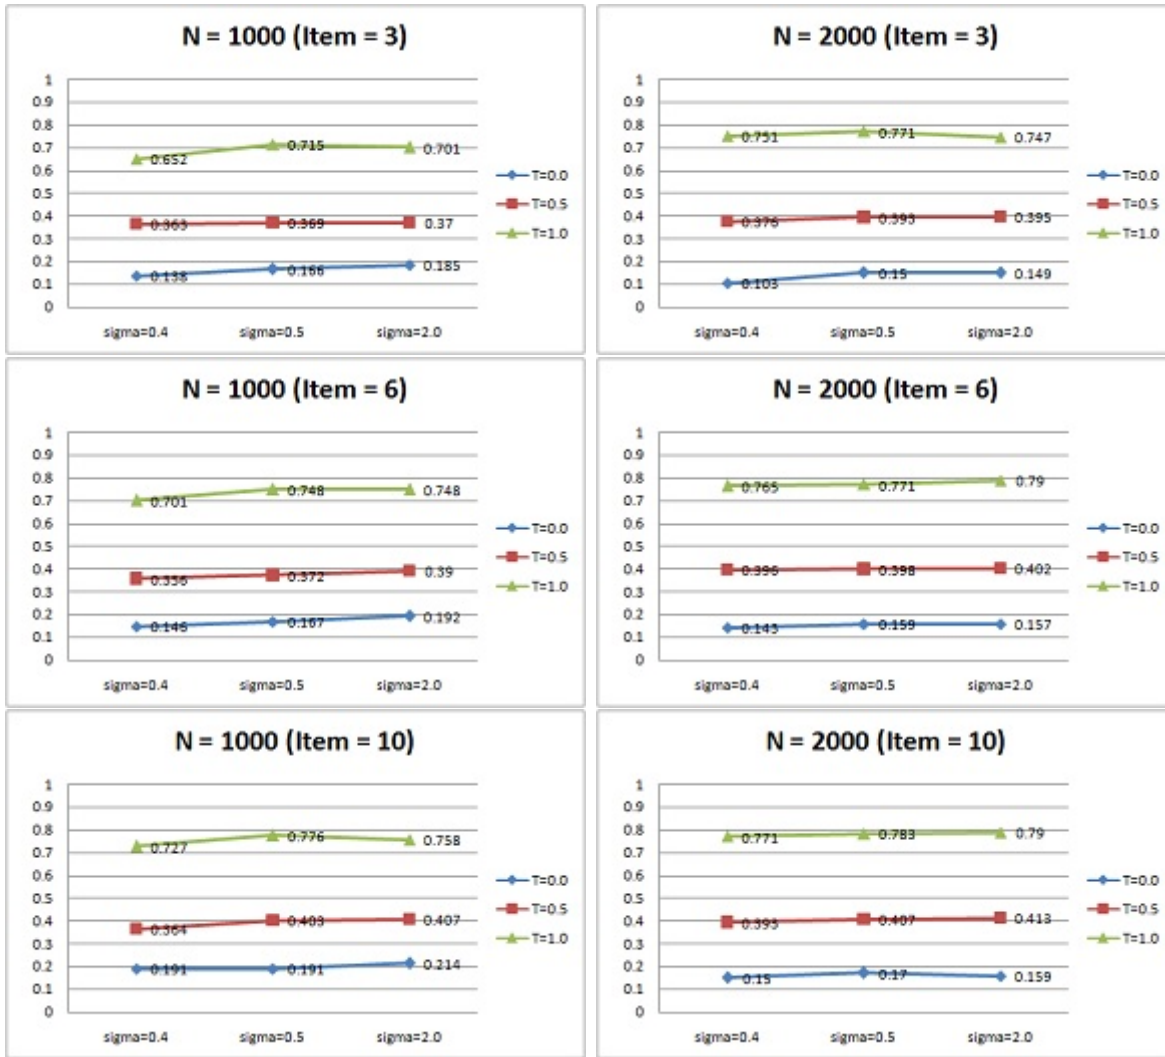 N = 1000 (Item = 3)
1
0.9
0.8
0.7
0.6
0.5
0.4
0.3
0.2
0.1
0
0.652
0.715
0.701
0.363
0.369
0.37
0.138
0.166
0.185
sigma=0.4
sigma=0.5
sigma=2.0
T=0.0
T=0.5
T=1.0
N = 2000 (Item = 3)
1
0.9
0.8
0.7
0.6
0.5
0.4
0.3
0.2
0.1
0
0.751
0.771
0.747
0.376
0.393
0.395
0.103
0.15
0.149
sigma=0.4
sigma=0.5
sigma=2.0
T=0.0
T=0.5
T=1.0
N = 1000 (Item = 6)
1
0.9
0.8
0.7
0.6
0.5
0.4
0.3
0.2
0.1
0
0.701
0.748
0.748
0.356
0.372
0.39
0.146
0.167
0.192
sigma=0.4
sigma=0.5
sigma=2.0
T=0.0
T=0.5
T=1.0
N = 2000 (Item = 6)
1
0.9
0.8
0.7
0.6
0.5
0.4
0.3
0.2
0.1
0
0.765
0.771
0.79
0.396
0.398
0.402
0.143
0.159
0.157
sigma=0.4
sigma=0.5
sigma=2.0
T=0.0
T=0.5
T=1.0
N = 1000 (Item = 10)
1
0.9
0.8
0.7
0.6
0.5
0.4
0.3
0.2
0.1
0
0.727
0.776
0.758
0.364
0.403
0.407
0.191
0.191
0.214
sigma=0.4
sigma=0.5
sigma=2.0
T=0.0
T=0.5
T=1.0
N = 2000 (Item = 10)
1
0.9
0.8
0.7
0.6
0.5
0.4
0.3
0.2
0.1
0
0.771
0.783
0.79
0.393
0.407
0.413
0.15
0.17
0.159
sigma=0.4
sigma=0.5
sigma=2.0
T=0.0
T=0.5
T=1.0